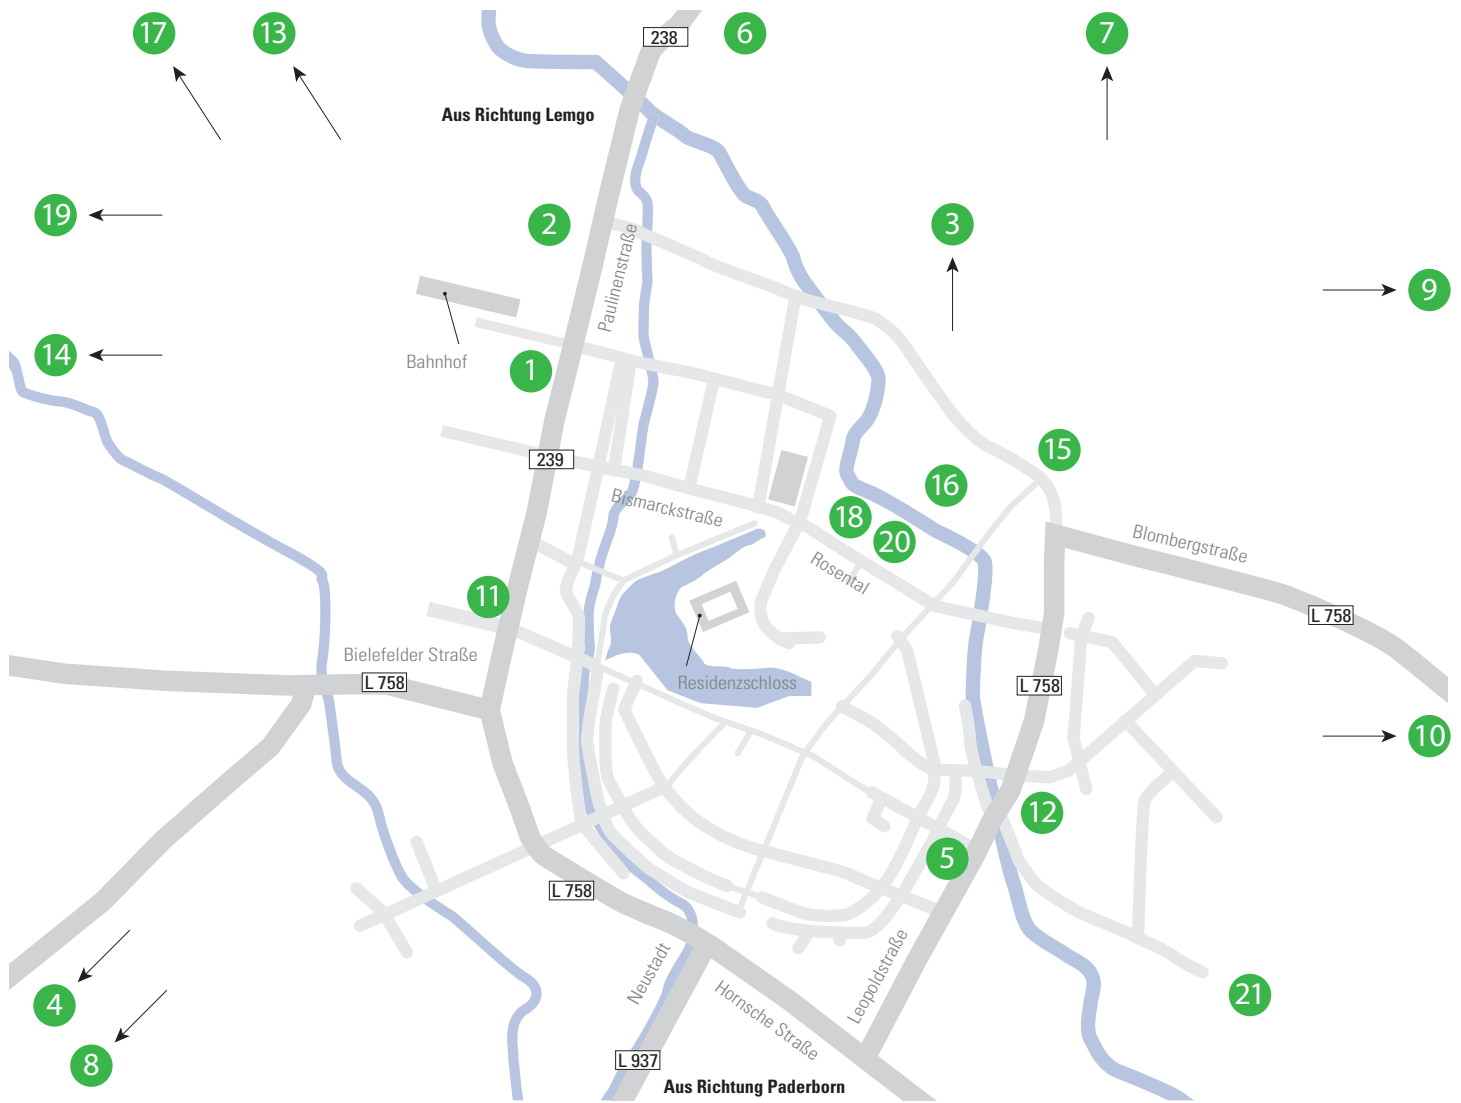 17
13
238
6
7
Aus Richtung Lemgo
19
2
3
Paulinenstraße
9
14
Bahnhof
1
15
239
16
Bismarckstraße
18
20
Blombergstraße
Rosental
11
L 758
Bielefelder Straße
L 758
Residenzschloss
L 758
10
12
5
L 758
Neustadt
Leopoldstraße
4
21
Hornsche Straße
8
L 937
Aus Richtung Paderborn